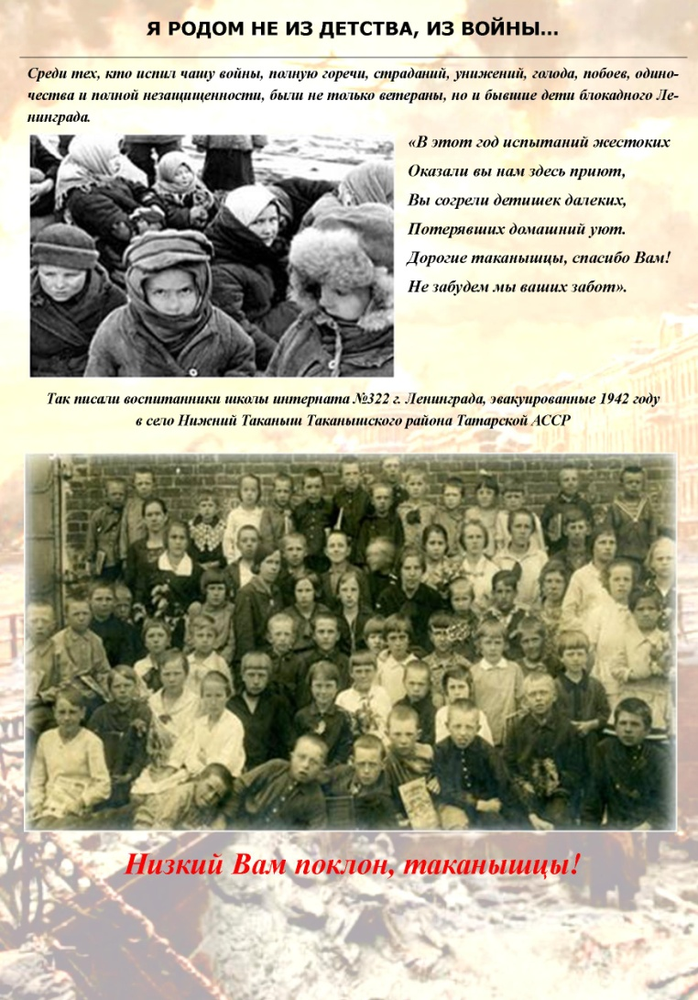 Я РОДОМ НЕ ИЗ ДЕТСТВА, ИЗ ВОЙНЫ…
Среди тех, кто испил чашу войны, полную горечи, страданий, унижений, голода, побоев, одино-
чества и полной незащищенности, были не только ветераны, но и бывшие дети блокадного Ле-
нинграда.
«В этот год испытаний жестоких
Оказали вы нам здесь приют,
Вы согрели детишек далеких,
Потерявших домашний уют.
Дорогие таканышцы, спасибо Вам!
Не забудем мы ваших забот».
Так писали воспитанники школы интерната №322 г. Ленинграда, эвакуированные 1942 году
в село Нижний Таканыш Таканышского района Татарской АССР
Низкий Вам поклон, таканышцы!